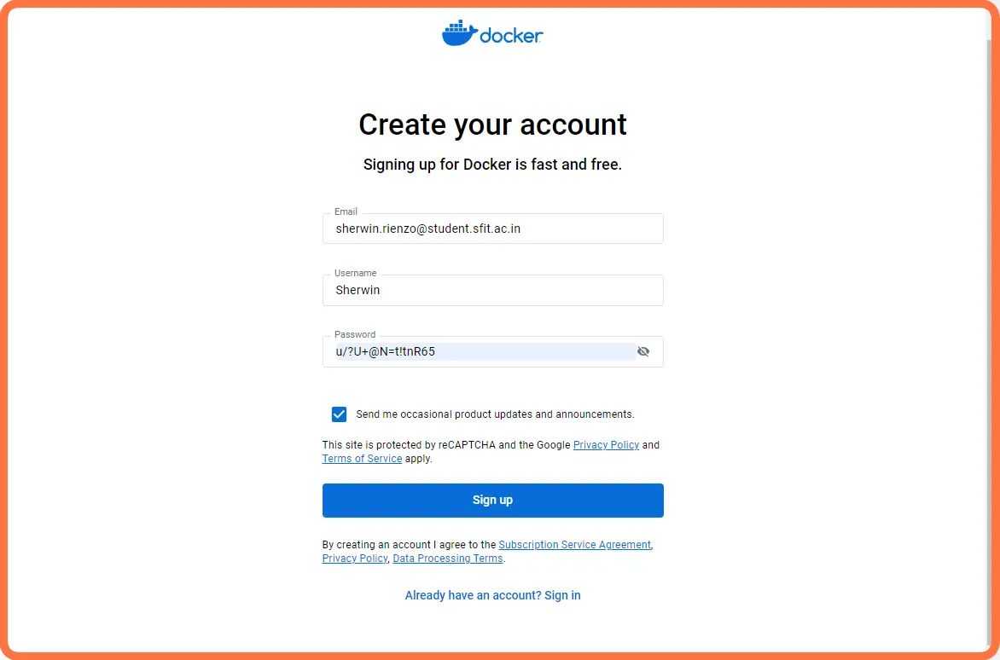 docker
Create your account
Signing up for Docker is fast and free.
Email
sherwin.rienzo@student.sfit.ac.in
Username
Sherwin
Password
u/?U+@N=t!tnR65
Send me occasional product updates and announcements.
This site is protected by reCAPTCHA and the Google Privacy Policy and
Terms of Service apply.
Sign up
By creating an account I agree to the Subscription Service Agreement,
Privacy Policy, Data Processing Terms.
Already have an account? Sign in